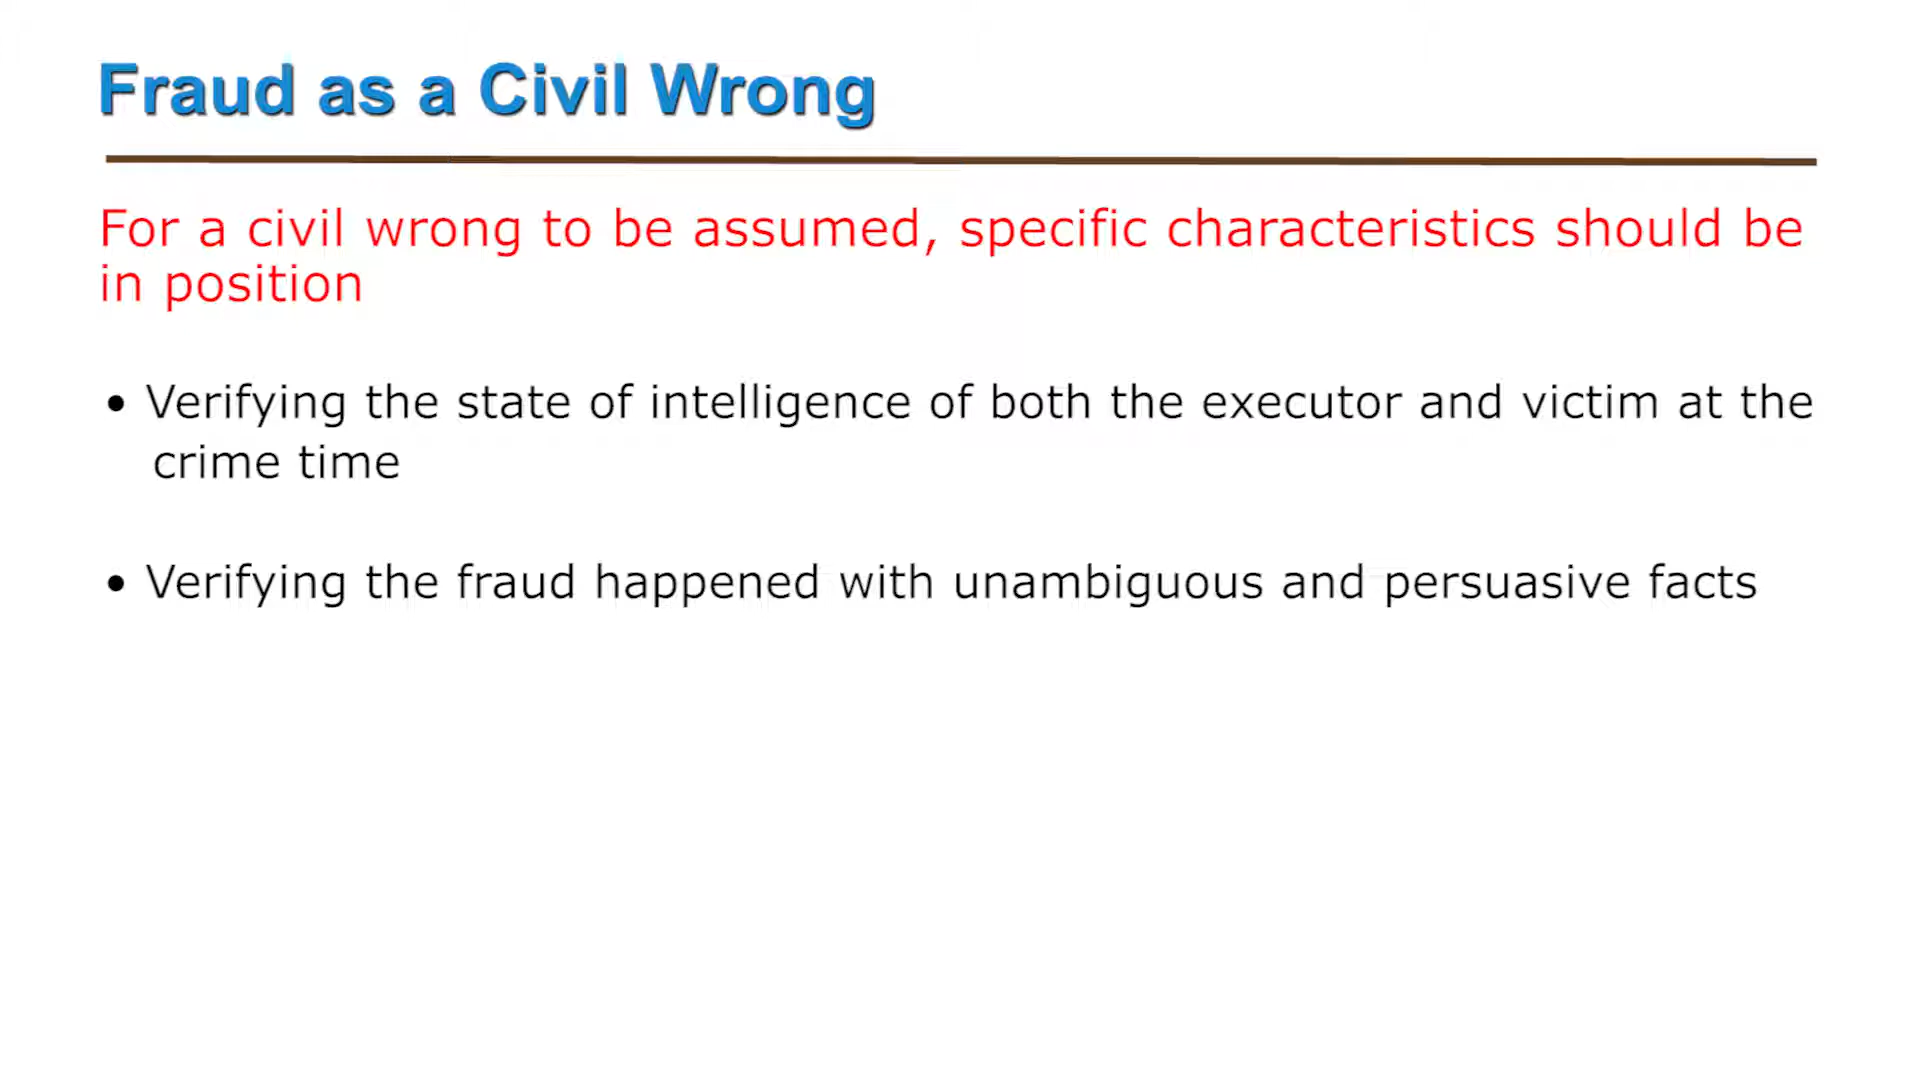 Fraud as a Civil Wrong
For a civil wrong to be assumed, specific characteristics should be
in position
• Verifying the state of intelligence of both the executor and victim at the
crime time
• Verifying the fraud happened with unambiguous and persuasive facts